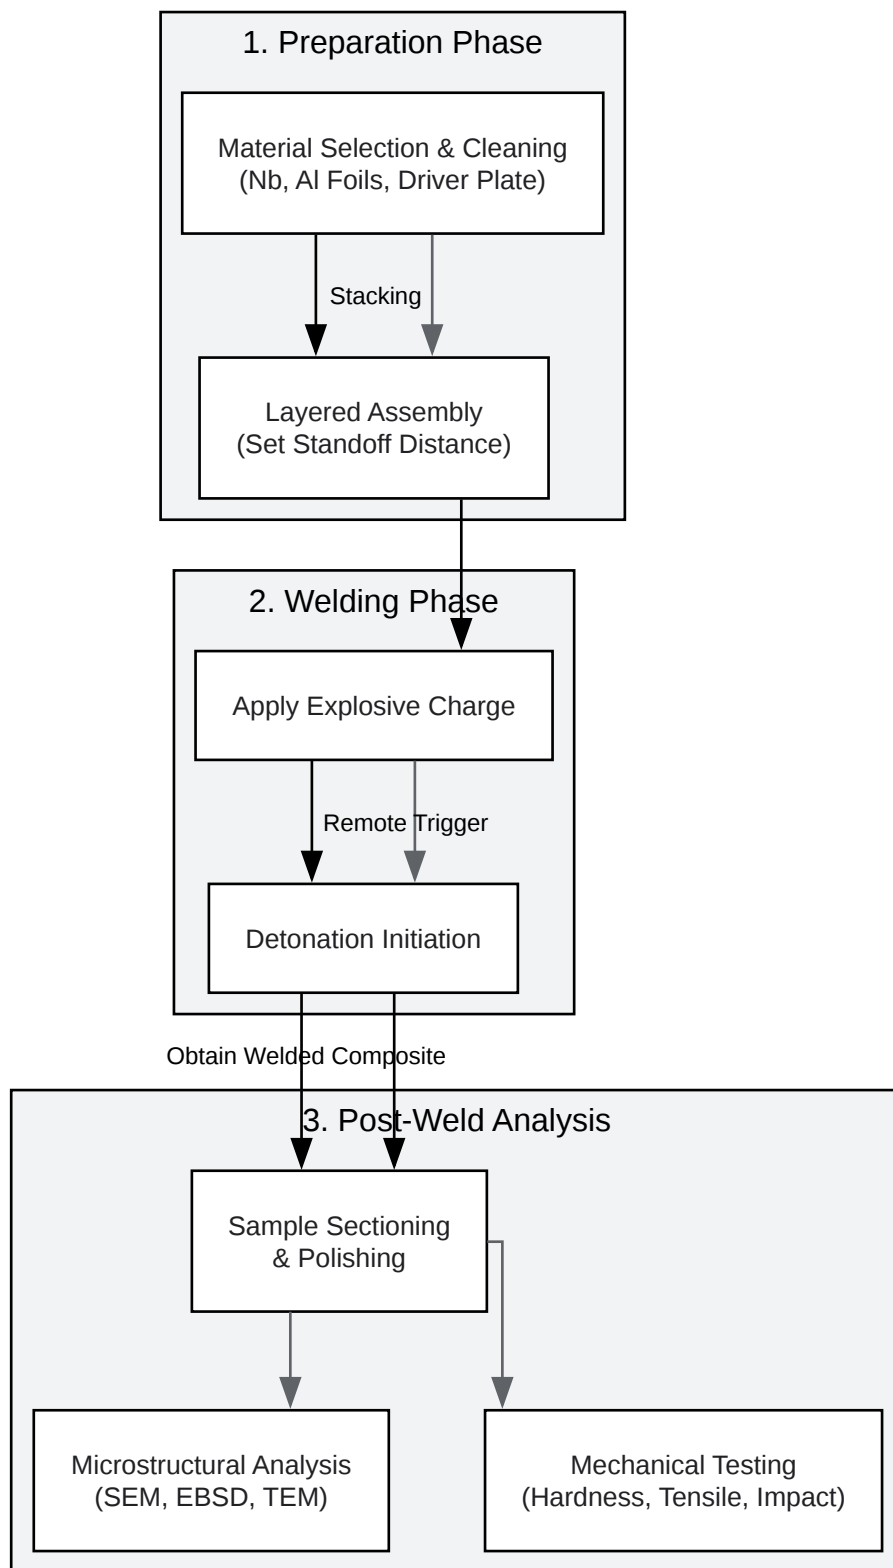 1. Preparation Phase
Material Selection & Cleaning
(Nb, Al Foils, Driver Plate)
Stacking
Layered Assembly
(Set Standoff Distance)
2. Welding Phase
Apply Explosive Charge
Remote Trigger
Detonation Initiation
Obtain Welded Composite
3. Post-Weld Analysis
Sample Sectioning
& Polishing
Microstructural Analysis
(SEM, EBSD, TEM)
Mechanical Testing
(Hardness, Tensile, Impact)